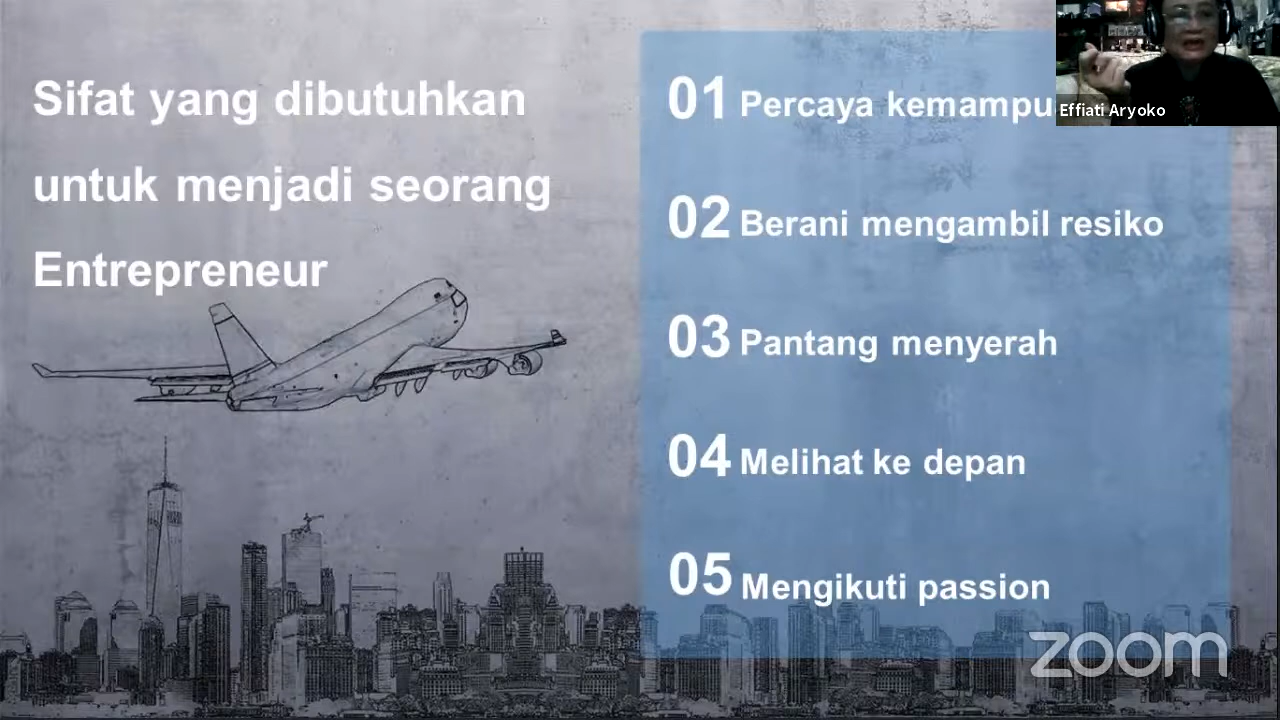 Sifat yang dibutuhkan
untuk menjadi seorang
Entrepreneur
01 Percaya
02 Berani mengambil resiko
03 Pantang menyerah
04 Melihat ke depan
05 Mengikuti passion
Effiati Aryoko
zoom